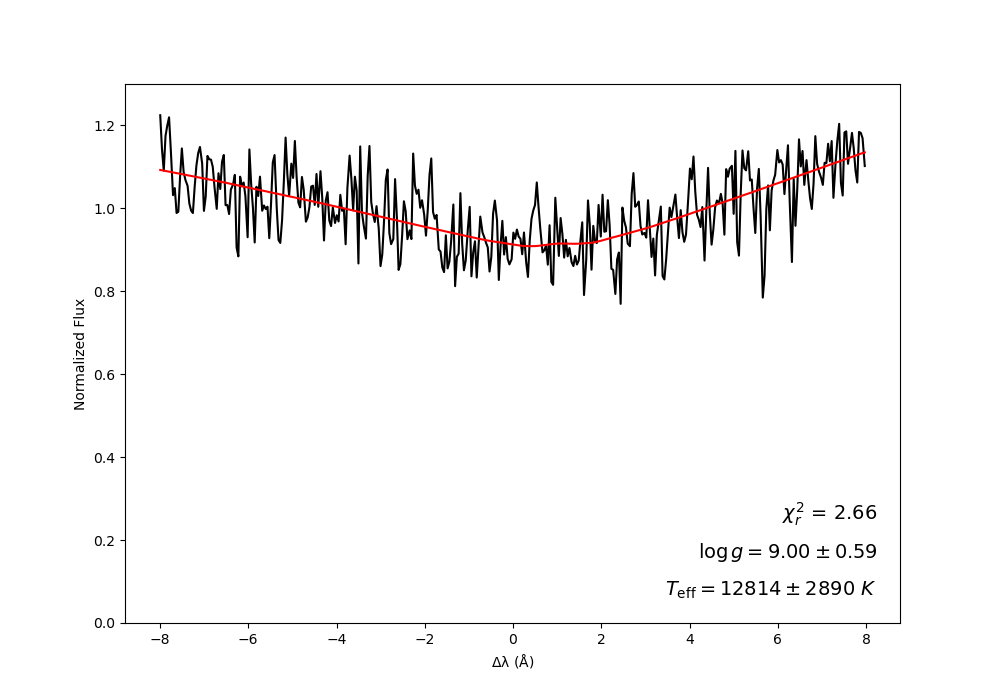 1.2
1.0
0.8
0.6
0.4
0.2
0.0
Normalized Flux
χ²ᵣ = 2.66
log g = 9.00 ± 0.59
T_eff = 12814 ± 2890 K
−8 −6 −4 −2 0 2 4 6 8
Δλ (Å)